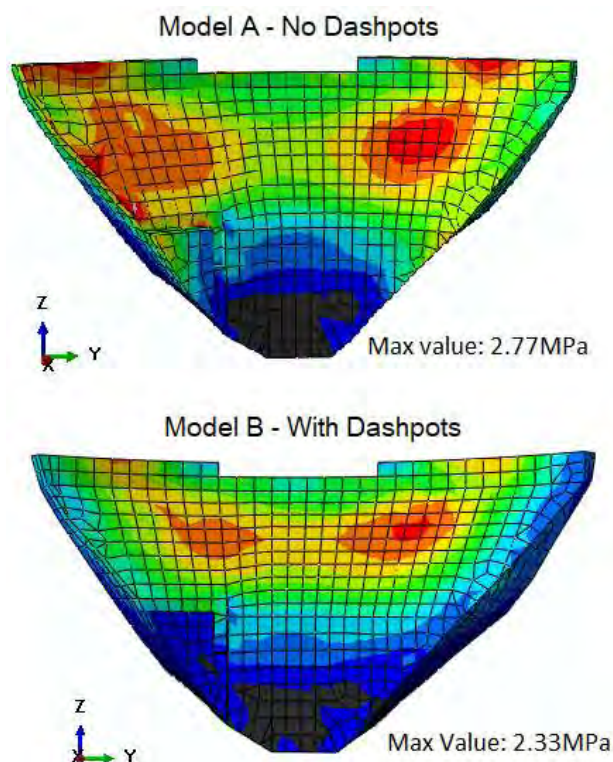 Model A - No Dashpots
Z
X
Y
Max value: 2.77MPa
Model B - With Dashpots
Z
X
Y
Max Value: 2.33MPa